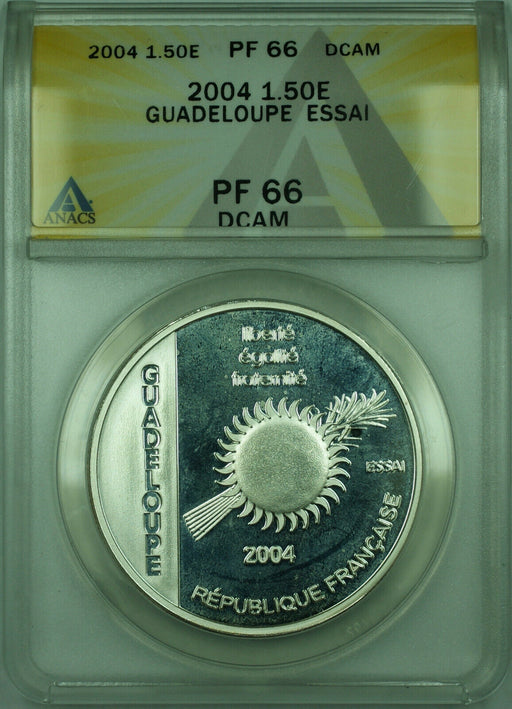 2004 1.50E PF 66 DCAM
2004 1.50E
GUADELOUPE ESSAI
PF 66
DCAM
ANACS
liberté
égalité
fraternité
GUADELOUPE
ESSAI
2004
RÉPUBLIQUE FRANÇAISE